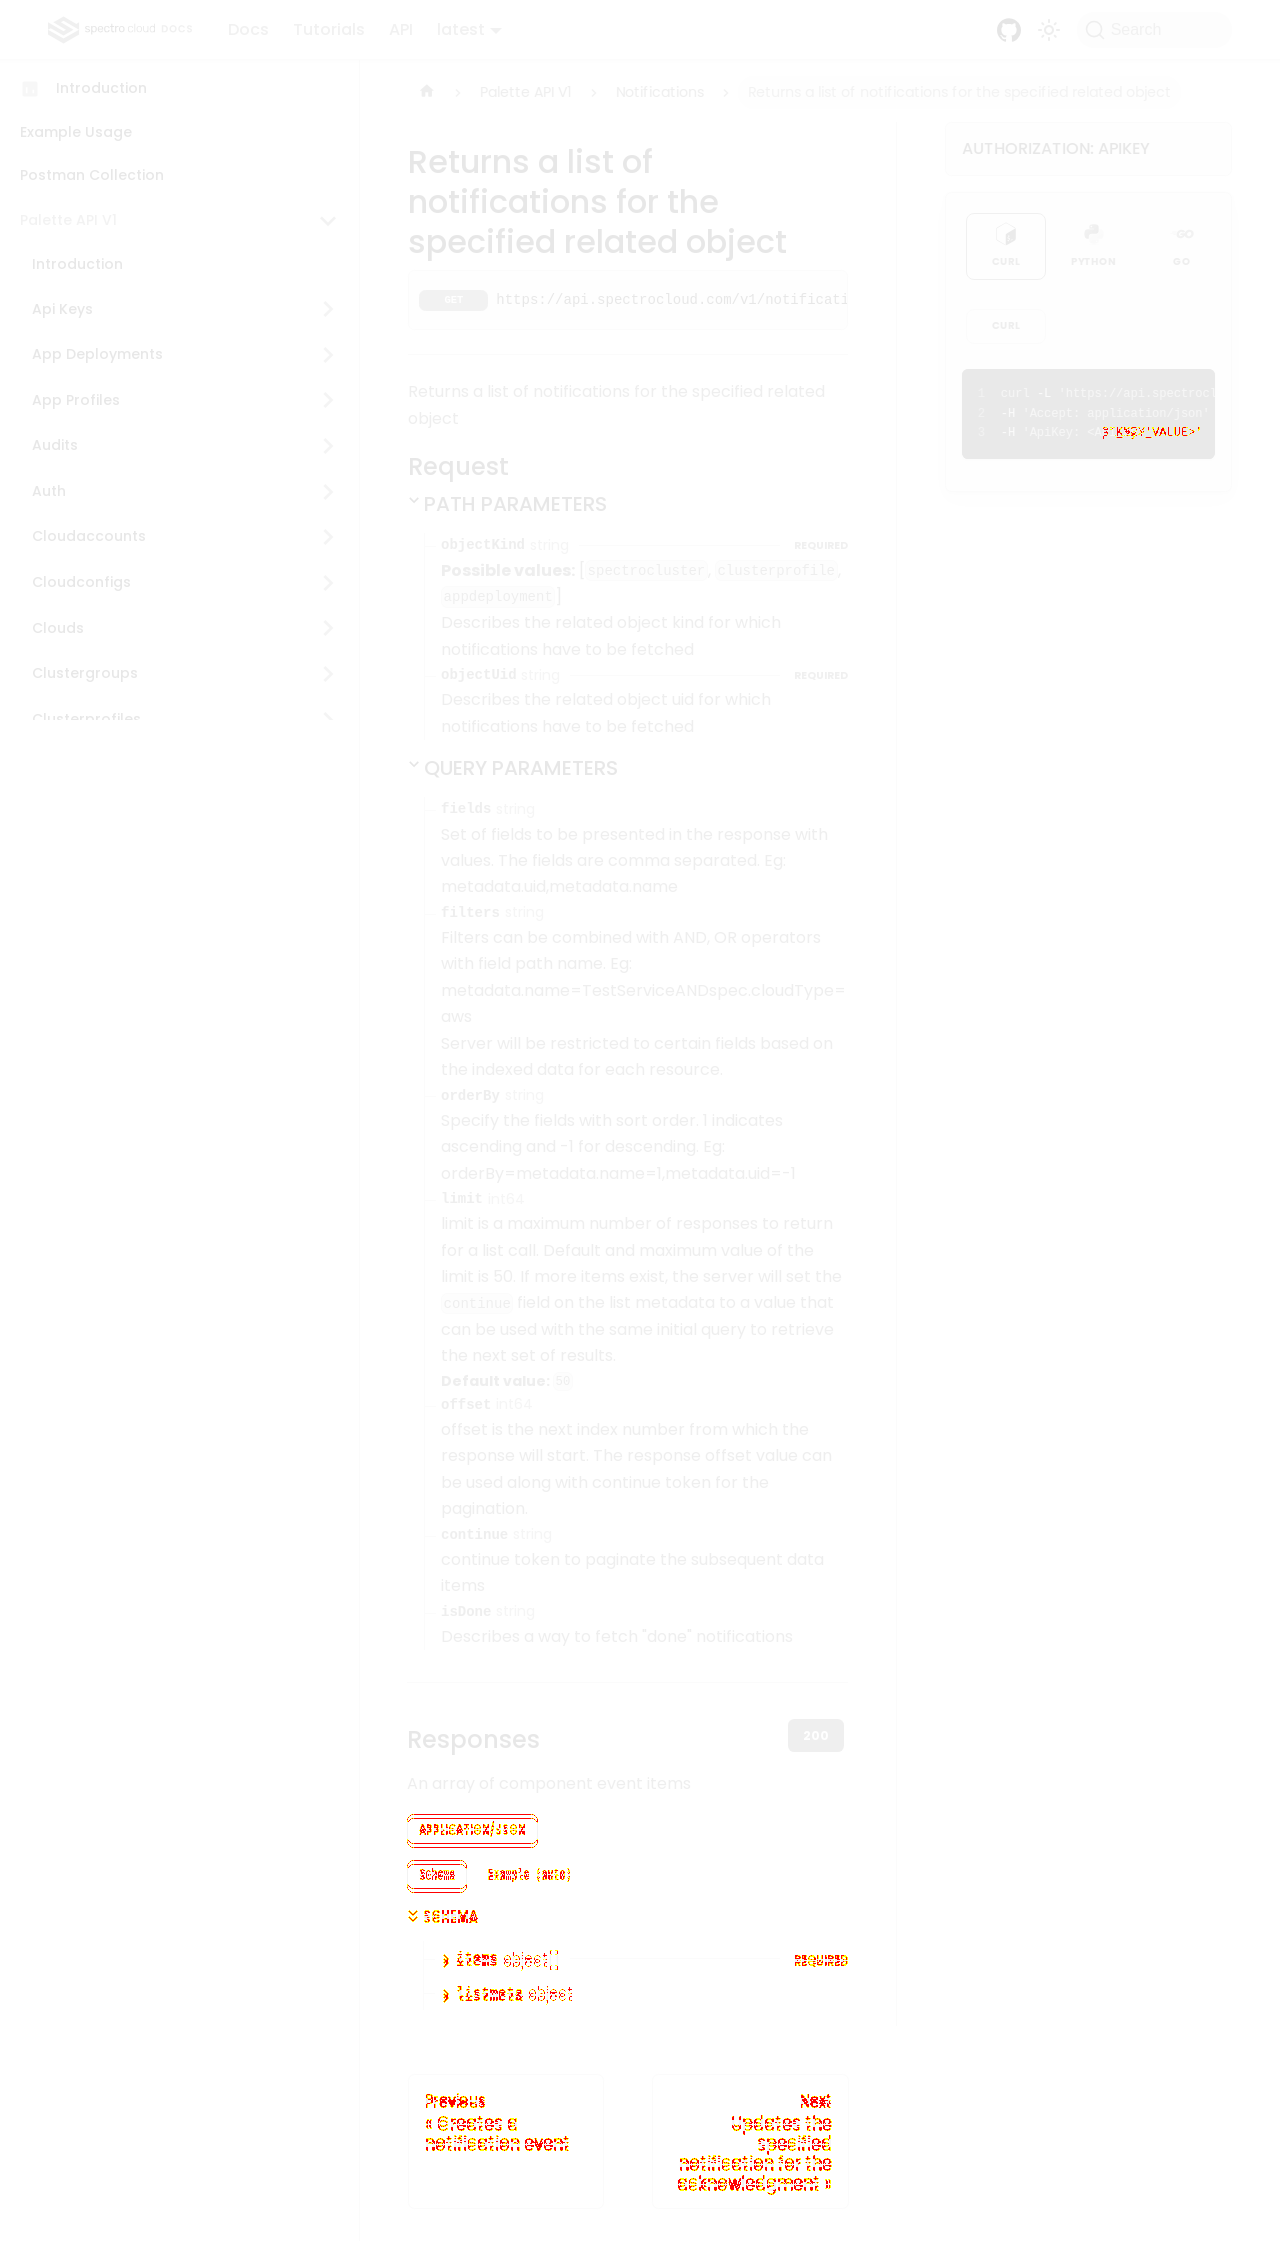 spectro cloud DOCS
Docs
Tutorials
API
latest
Search
Introduction
Example Usage
Postman Collection
Palette API V1
Introduction
Api Keys
App Deployments
App Profiles
Audits
Auth
Cloudaccounts
Cloudconfigs
Clouds
Clustergroups
Clusterprofiles
Palette API V1
Notifications
Returns a list of notifications for the specified related object
Returns a list of
notifications for the
specified related object
GET https://api.spectrocloud.com/v1/notificati
Returns a list of notifications for the specified related
object
Request
PATH PARAMETERS
objectKind string REQUIRED
Possible values: [spectrocluster, clusterprofile,
appdeployment]
Describes the related object kind for which
notifications have to be fetched
objectUid string REQUIRED
Describes the related object uid for which
notifications have to be fetched
QUERY PARAMETERS
fields string
Set of fields to be presented in the response with
values. The fields are comma separated. Eg:
metadata.uid,metadata.name
filters string
Filters can be combined with AND, OR operators
with field path name. Eg:
metadata.name=TestServiceANDspec.cloudType=
aws
Server will be restricted to certain fields based on
the indexed data for each resource.
orderBy string
Specify the fields with sort order. 1 indicates
ascending and -1 for descending. Eg:
orderBy=metadata.name=1,metadata.uid=-1
limit int64
limit is a maximum number of responses to return
for a list call. Default and maximum value of the
limit is 50. If more items exist, the server will set the
continue field on the list metadata to a value that
can be used with the same initial query to retrieve
the next set of results.
Default value: 50
offset int64
offset is the next index number from which the
response will start. The response offset value can
be used along with continue token for the
pagination.
continue string
continue token to paginate the subsequent data
items
isDone string
Describes a way to fetch "done" notifications
Responses
200
An array of component event items
APPLICATION/JSON
Schema
Example (auto)
SCHEMA
items object[] REQUIRED
listmeta object
Previous
« Creates a
notification event
Next
Updates the
specified
notification for the
acknowledgment »
AUTHORIZATION: APIKEY
CURL
PYTHON
GO
CURL
1 curl -L 'https://api.spectrocl
2 -H 'Accept: application/json'
3 -H 'ApiKey: